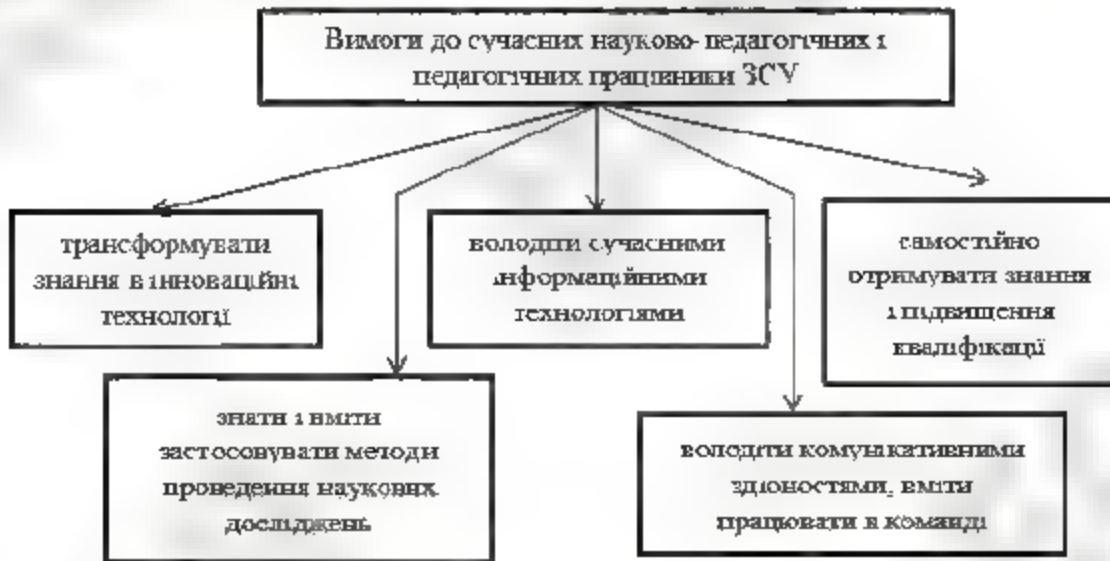 Вимоги до сучасних науково-педагогічних і
педагогічних працівники ЗСУ
трансформувати
знання в інноваційні
технології
володіти сучасними
інформаційними
технологіями
самостійно
отримувати знання
і підвищення
кваліфікації
знати і вміти
застосовувати методи
проведення наукових
досліджень
володіти комунікативними
здібностями, вміти
працювати в команді